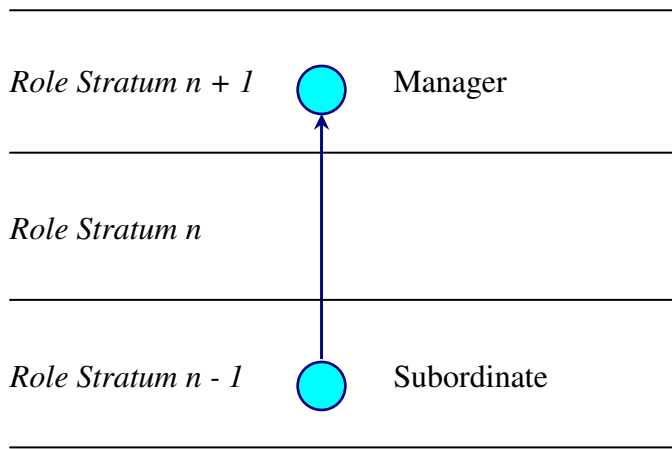 Role Stratum n + 1 Manager
Role Stratum n
Role Stratum n - 1 Subordinate